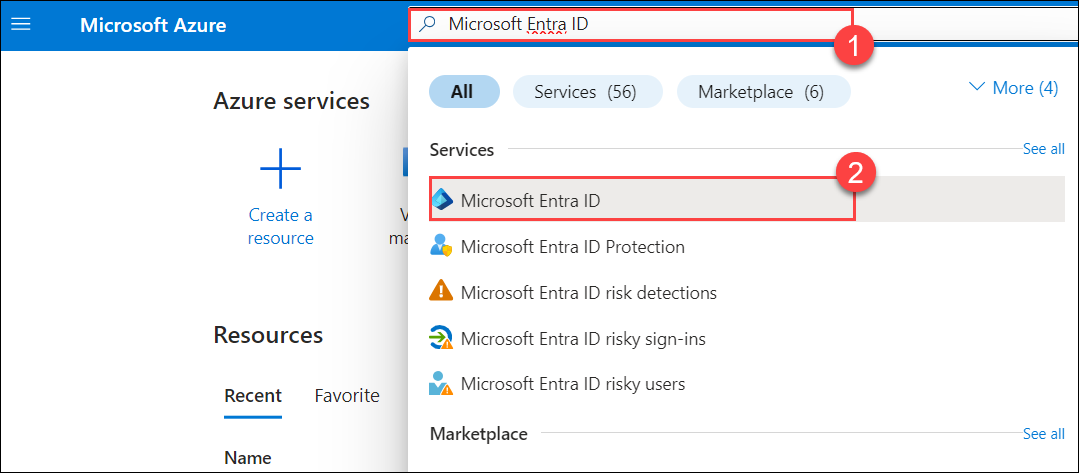 Microsoft Azure
Microsoft Entra ID
1
All
Services (56)
Marketplace (6)
More (4)
Azure services
Services
See all
2
Microsoft Entra ID
Create a
resource
V
ma
Microsoft Entra ID Protection
Microsoft Entra ID risk detections
Microsoft Entra ID risky sign-ins
Microsoft Entra ID risky users
Resources
Recent
Favorite
Marketplace
See all
Name